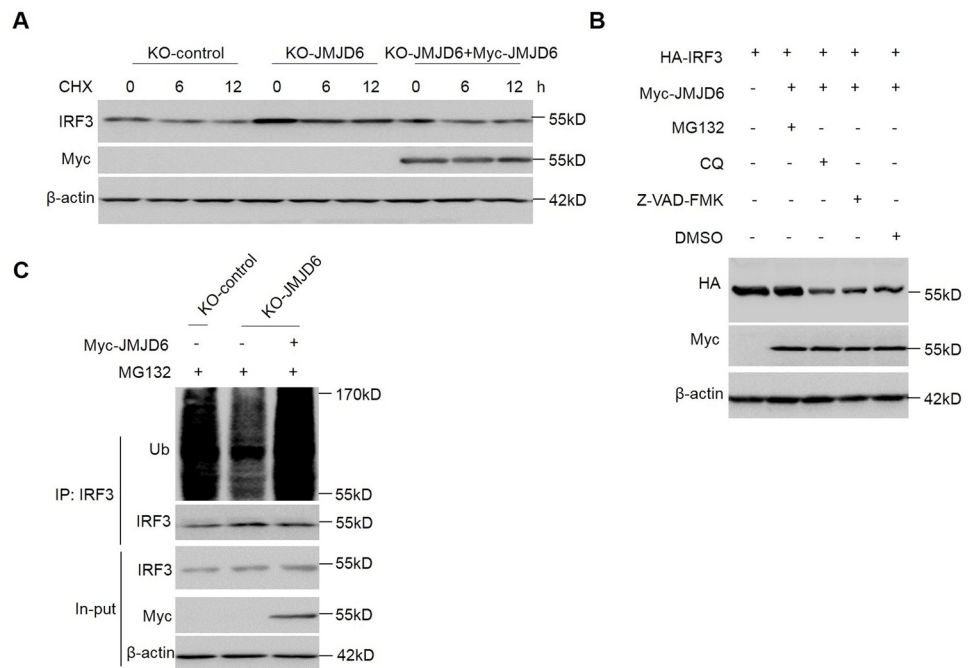 A
KO-control KO-JMJD6 KO-JMJD6+Myc-JMJD6
CHX 0 6 12 0 6 12 0 6 12 h
IRF3 55kD
Myc 55kD
β-actin 42kD
B
HA-IRF3 + + + + +
Myc-JMJD6 - + + + +
MG132 - + - - -
CQ - - + - -
Z-VAD-FMK - - - + -
DMSO - - - - +
HA 55kD
Myc 55kD
β-actin 42kD
C
KO-control KO-JMJD6
Myc-JMJD6 - - +
MG132 + + +
170kD
Ub
IP: IRF3
55kD
IRF3 55kD
IRF3 55kD
In-put
Myc 55kD
β-actin 42kD